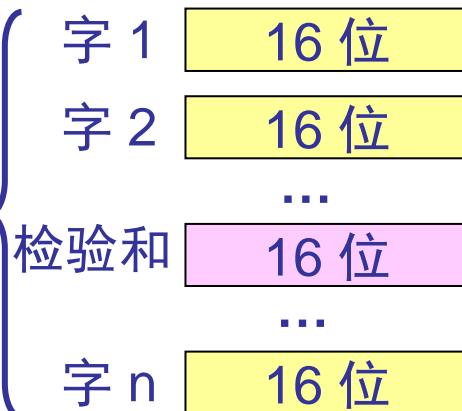 字 1 16 位
字 2 16 位
...
检验和 16 位
...
字 n 16 位